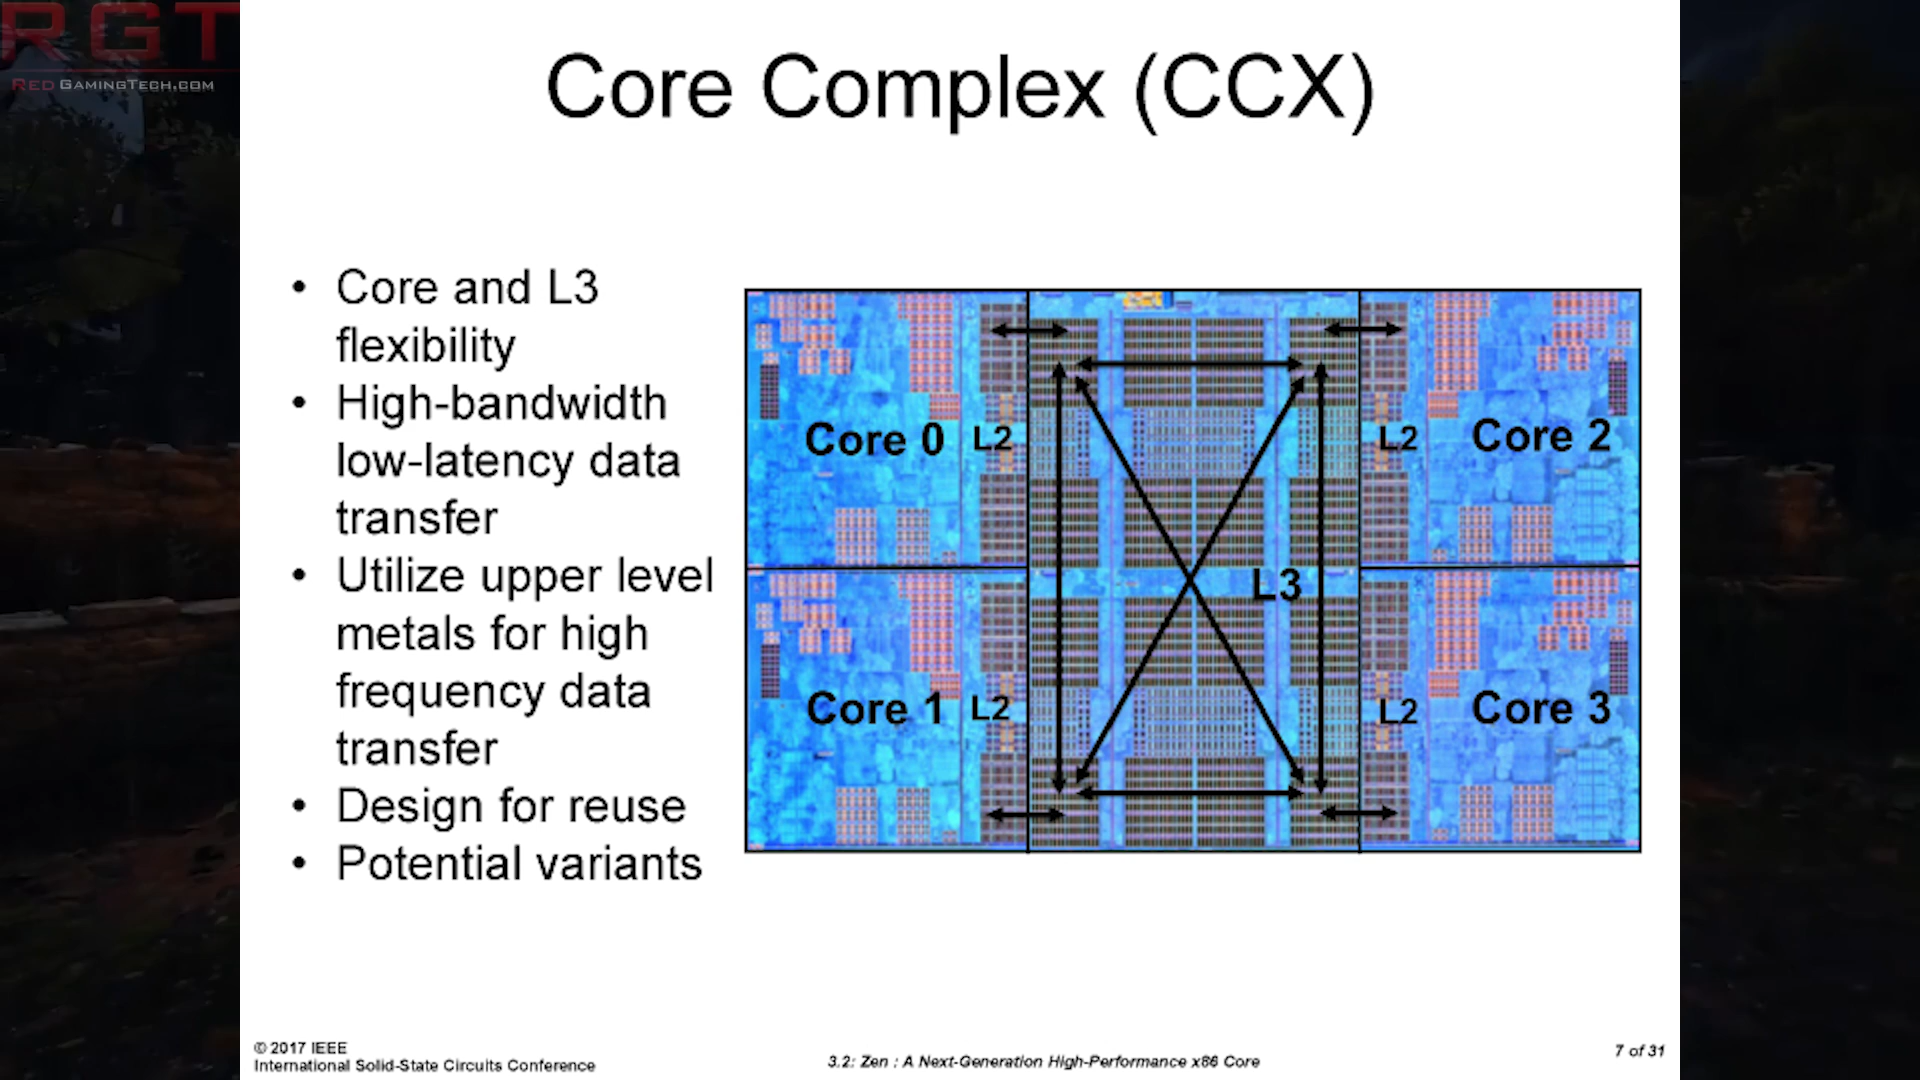 RGT
REDGAMINGTECH.COM
Core Complex (CCX)
• Core and L3
flexibility
• High-bandwidth
low-latency data
transfer
• Utilize upper level
metals for high
frequency data
transfer
• Design for reuse
• Potential variants
Core 0 L2
L2 Core 2
L3
Core 1 L2
L2 Core 3
© 2017 IEEE
International Solid-State Circuits Conference
3.2: Zen : A Next-Generation High-Performance x86 Core
7 of 31